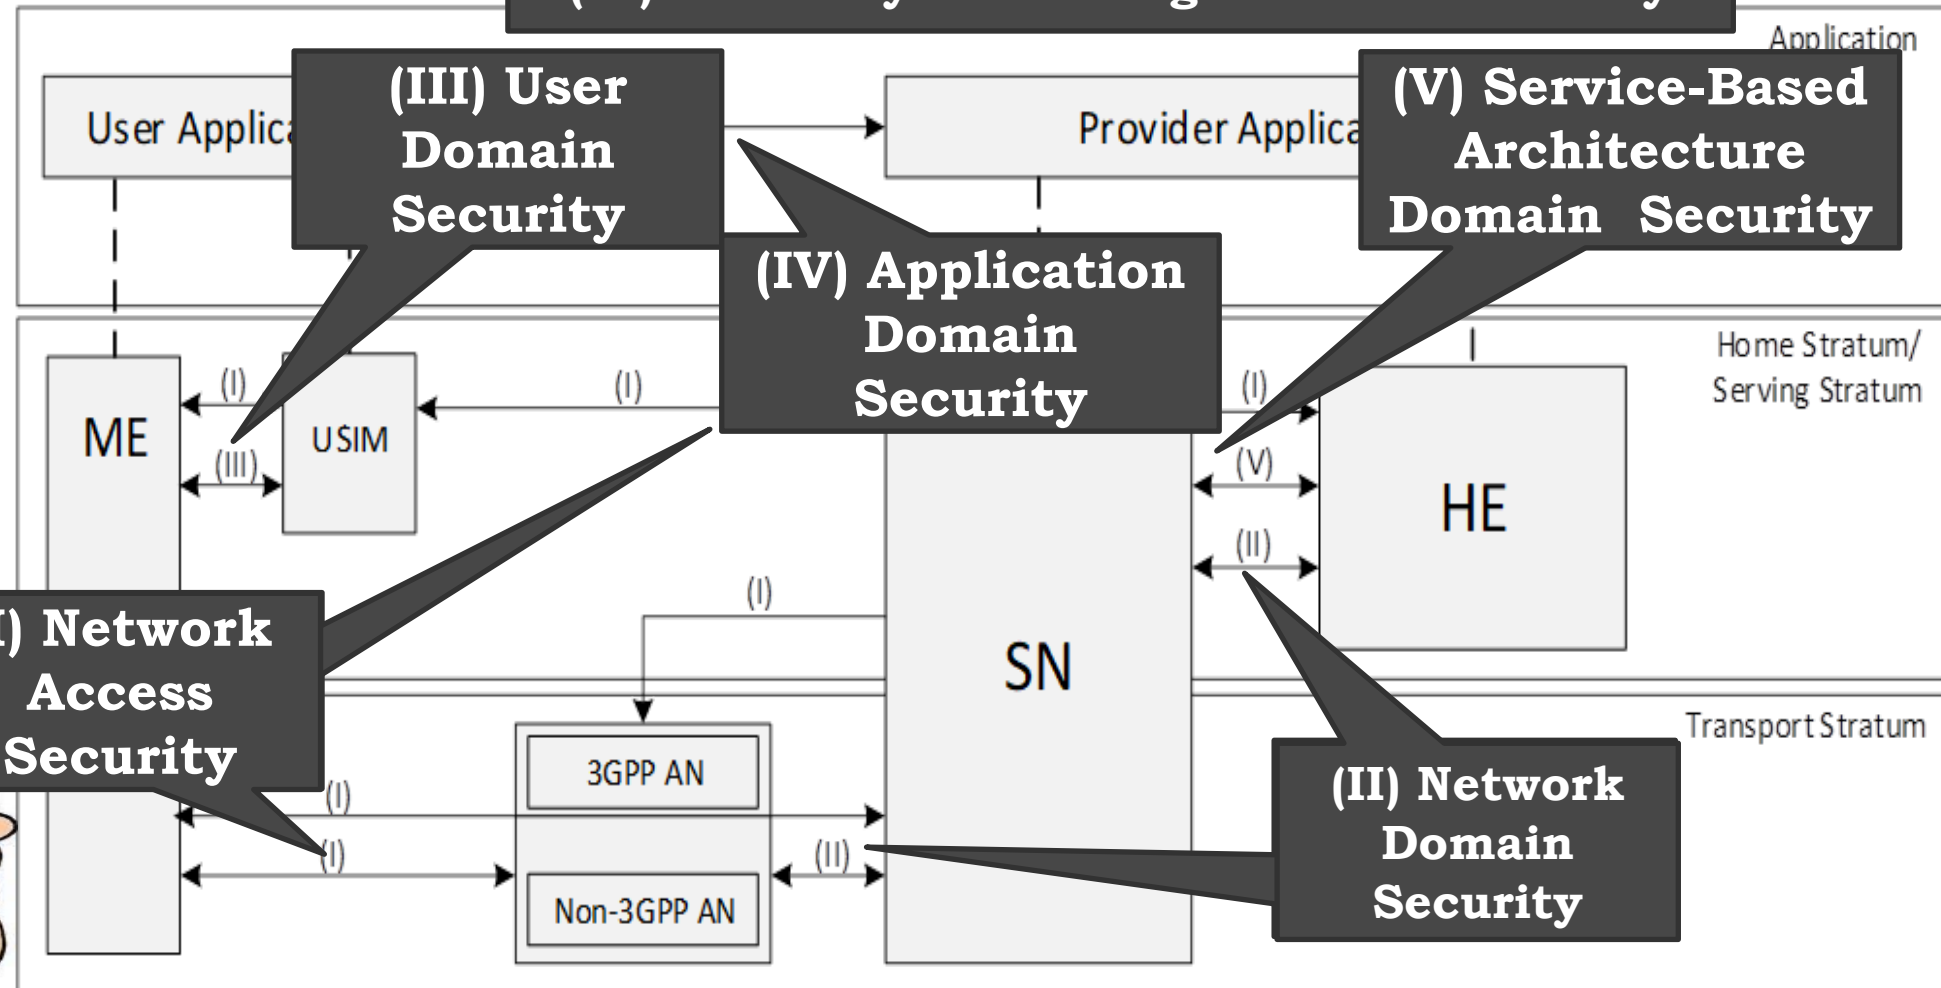 Application
(III) User
Domain
Security
(V) Service-Based
Architecture
Domain Security
User Applica
Provider Applica
(IV) Application
Domain
Security
Home Stratum/
Serving Stratum
(I)
(I)
(I)
ME
USIM
(III)
(V)
HE
(II)
(I)
SN
I) Network
Access
Security
Transport Stratum
3GPP AN
(I)
(I)
(II)
Non-3GPP AN
(II) Network
Domain
Security